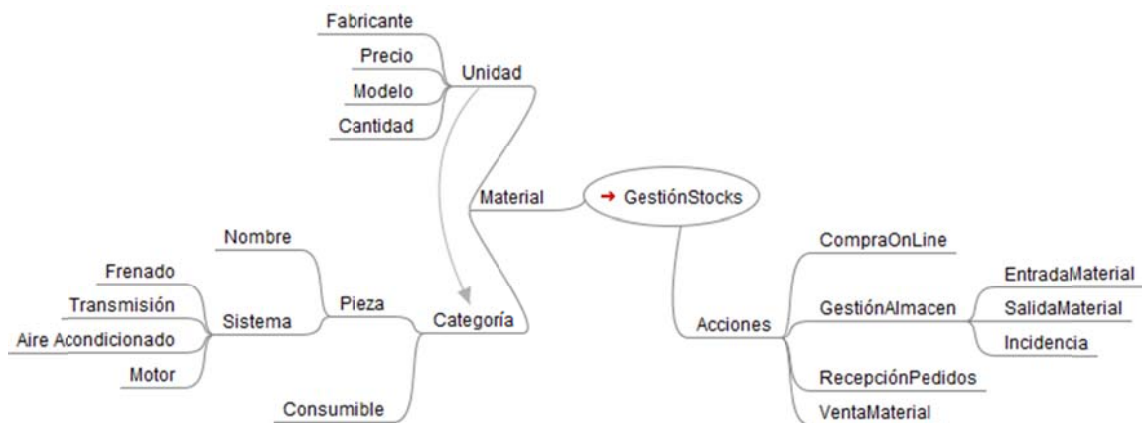 Fabricante
Precio
Modelo
Cantidad
Unidad
Material
→ GestiónStocks
Nombre
Frenado
Transmisión
Aire Acondicionado
Motor
Sistema
Pieza
Categoría
Consumible
Acciones
CompraOnLine
GestiónAlmacen
EntradaMaterial
SalidaMaterial
Incidencia
RecepciónPedidos
VentaMaterial